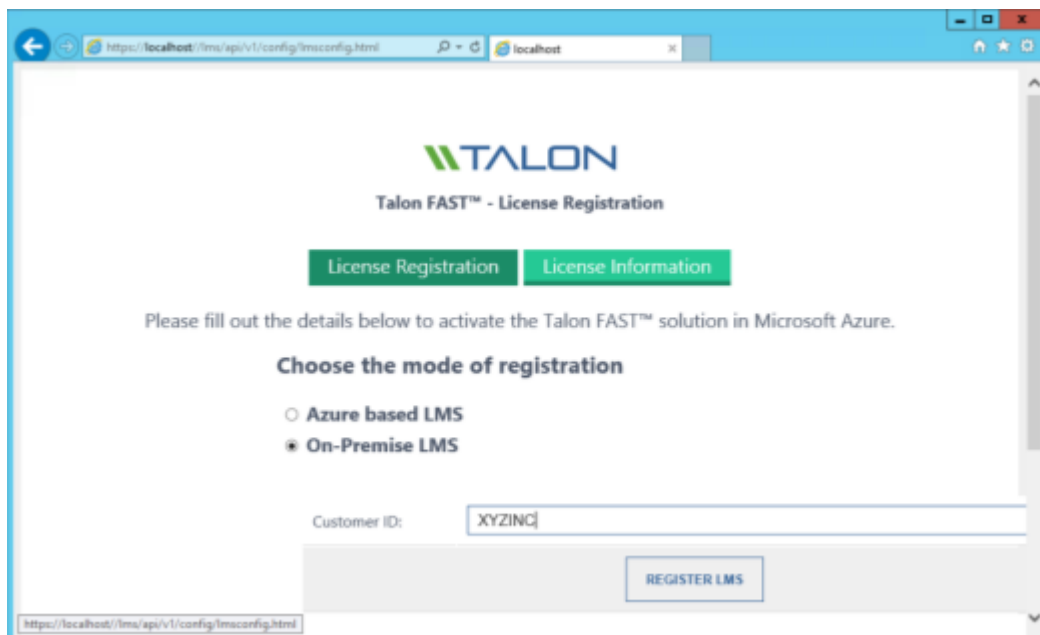 https://localhost//lms/api/v1/config/lmsconfig.html
localhost
TALON
Talon FAST™ - License Registration
License Registration
License Information
Please fill out the details below to activate the Talon FAST™ solution in Microsoft Azure.
Choose the mode of registration
Azure based LMS
On-Premise LMS
Customer ID:
XYZINC
REGISTER LMS
https://localhost//lms/api/v1/config/lmsconfig.html